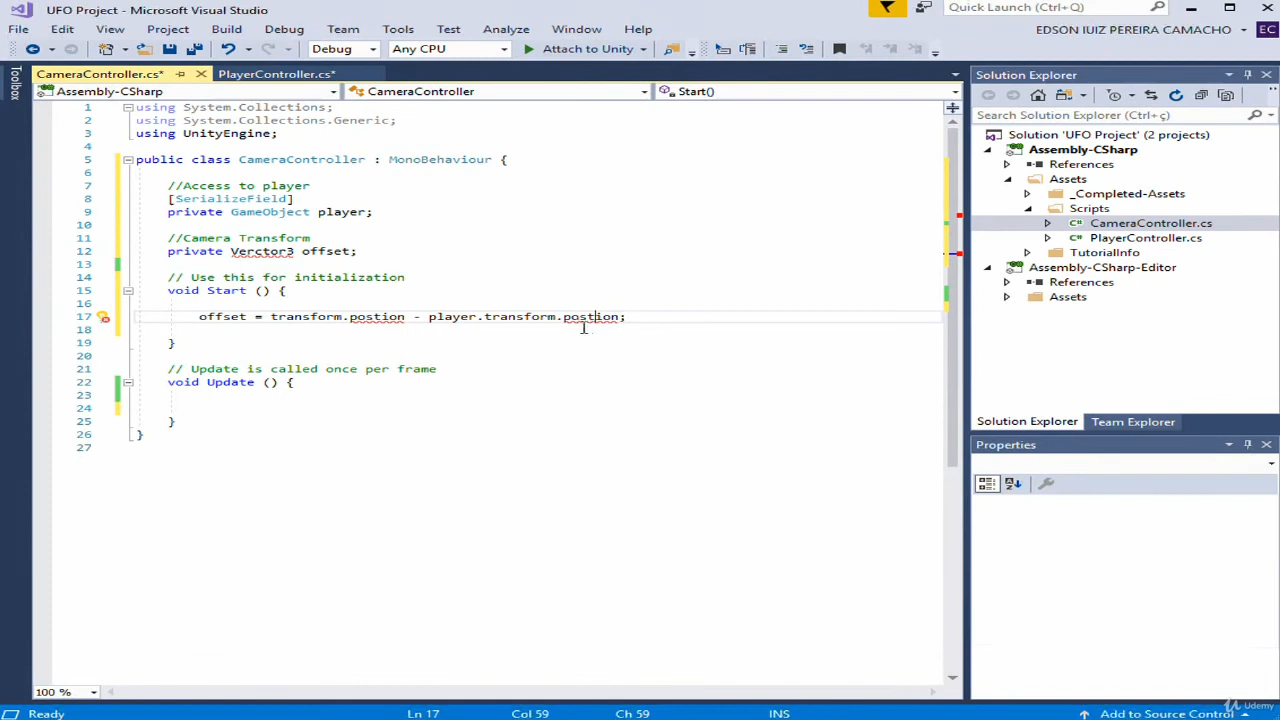 UFO Project - Microsoft Visual Studio
Quick Launch (Ctrl+Q)
File Edit View Project Build Debug Team Tools Test Analyze Window Help
EDSON lUIZ PEREIRA CAMACHO
EC
Debug Any CPU Attach to Unity
Toolbox
CameraController.cs* PlayerController.cs*
Assembly-CSharp CameraController Start()
1 using System.Collections;
2 using System.Collections.Generic;
3 using UnityEngine;
4
5 public class CameraController : MonoBehaviour {
6
7 //Access to player
8 [SerializeField]
9 private GameObject player;
10
11 //Camera Transform
12 private Verctor3 offset;
13
14 // Use this for initialization
15 void Start () {
16
17 offset = transform.postion - player.transform.postion;
18
19 }
20
21 // Update is called once per frame
22 void Update () {
23
24
25 }
26 }
27
100 %
Solution Explorer
Search Solution Explorer (Ctrl+ç)
Solution 'UFO Project' (2 projects)
Assembly-CSharp
References
Assets
_Completed-Assets
Scripts
C# CameraController.cs
C# PlayerController.cs
TutorialInfo
Assembly-CSharp-Editor
References
Assets
Solution Explorer Team Explorer
Properties
Ready Ln 17 Col 59 Ch 59 INS Add to Source Control
Udemy